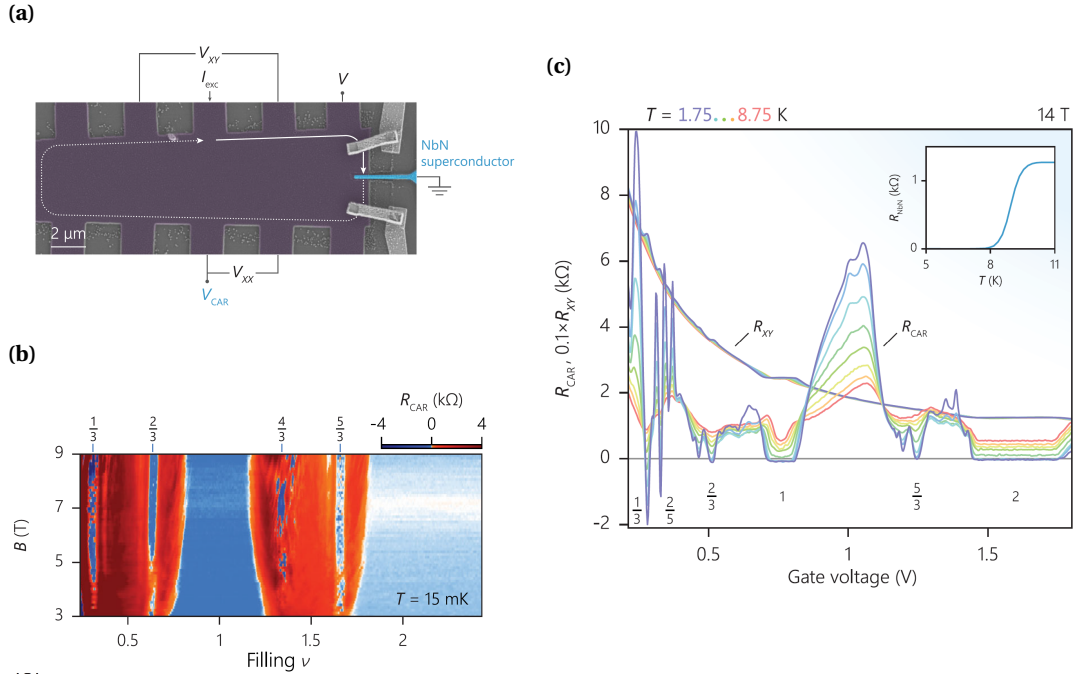 (a)
V_XY
I_exc
V
NbN
superconductor
2 μm
V_XX
V_CAR
(b)
R_CAR (kΩ)
-4 0 4
1/3 2/3 4/3 5/3
9
7
5
3
B (T)
T = 15 mK
0.5 1 1.5 2
Filling ν
(c)
T = 1.75...8.75 K
14 T
10
8
6
4
2
0
-2
R_CAR, 0.1×R_XY (kΩ)
R_XY
R_CAR
1
0
R_NbN (kΩ)
5 8 11
T (K)
1/3 2/5 2/3 1 5/3 2
0.5 1 1.5
Gate voltage (V)